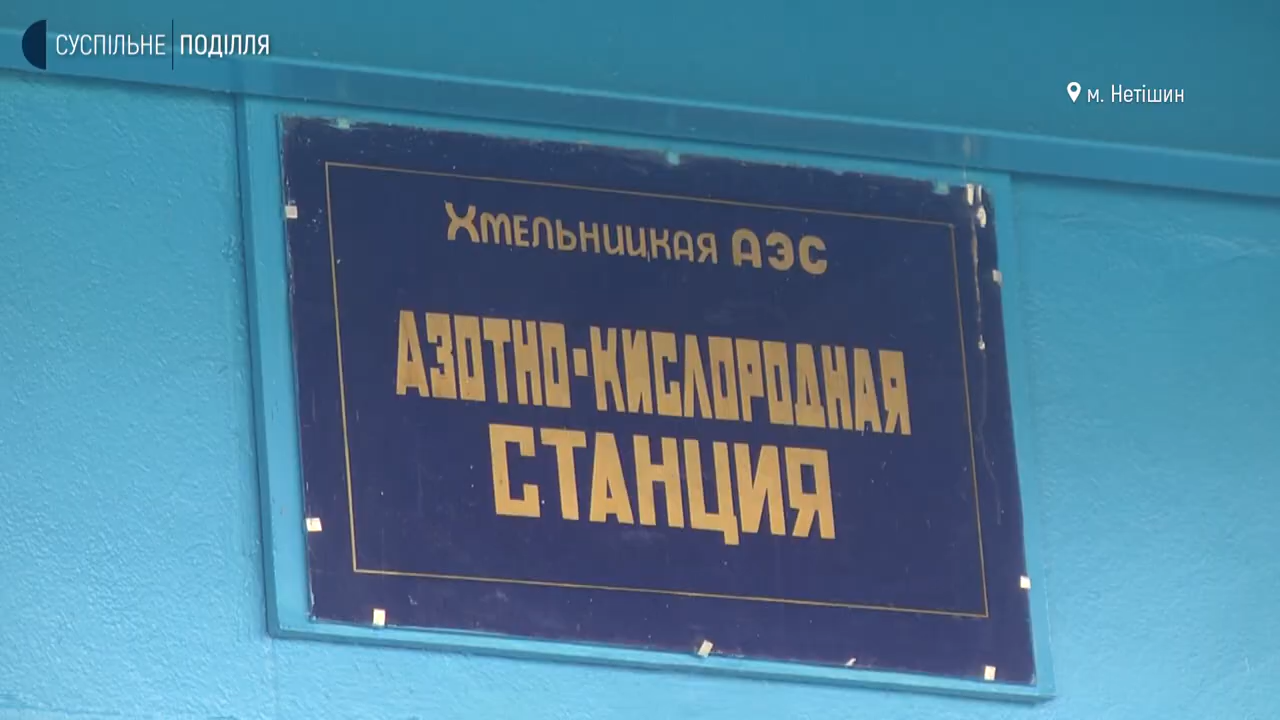 СУСПІЛЬНЕ ПОДІЛЛЯ
м. Нетішин
Хмельницкая АЭС
АЗОТНО-КИСЛОРОДНАЯ
СТАНЦИЯ